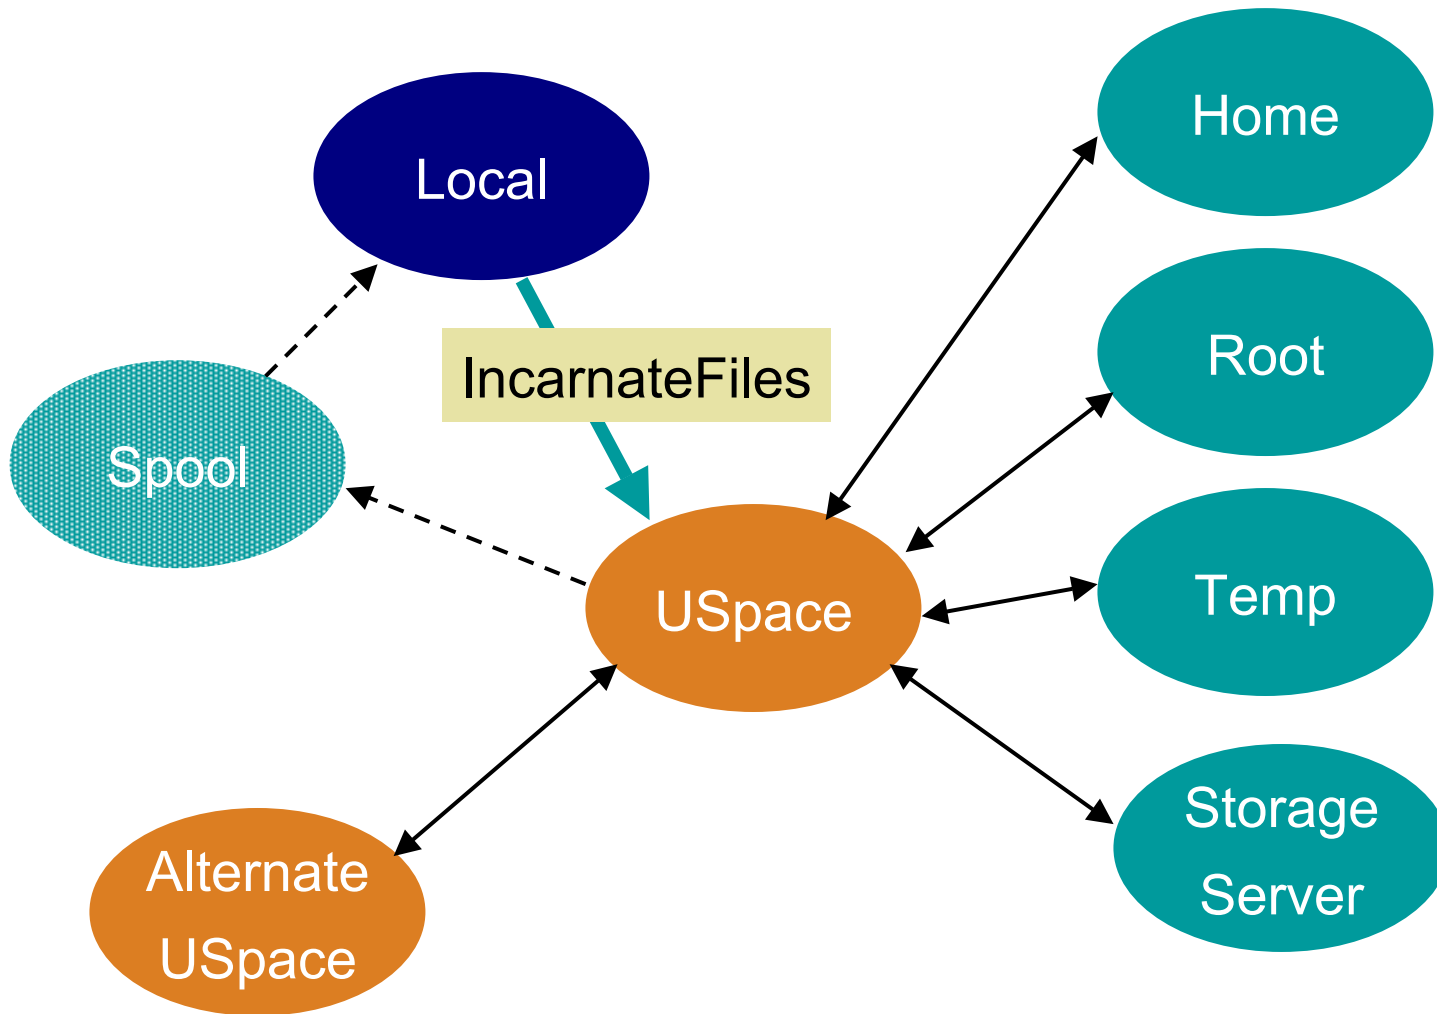 Home
Local
Root
IncarnateFiles
Spool
Temp
USpace
Storage
Server
Alternate
USpace